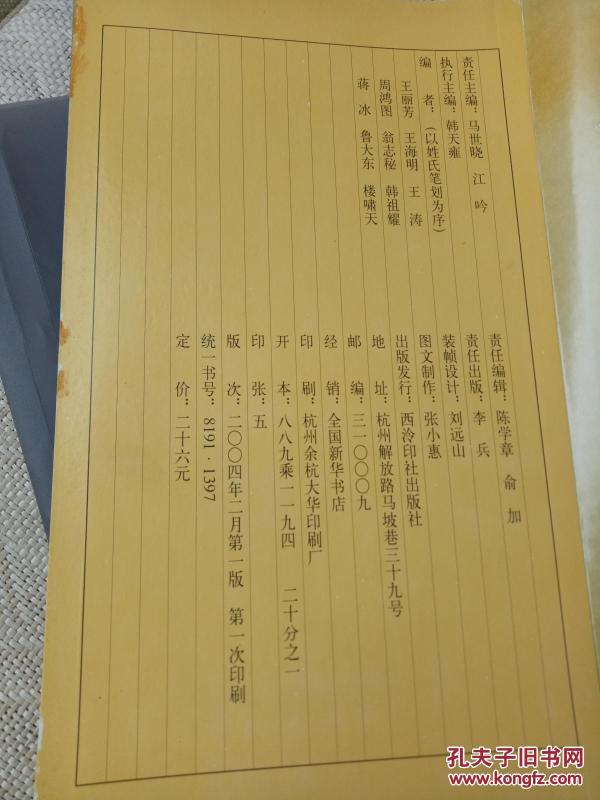 责任主编：马世晓 江吟
执行主编：韩天雍
编者：（以姓氏笔划为序）
王丽芳 王海明 王涛
周鸿图 翁志秘 韩祖耀
蒋冰 鲁大东 楼啸天
责任编辑：陈学章 俞加
责任出版：李兵
装帧设计：刘远山
图文制作：张小惠
出版发行：西泠印社出版社
地址：杭州解放路马坡巷三十九号
邮编：三一〇〇〇九
经销：全国新华书店
印刷：杭州余杭大华印刷厂
开本：八八九乘一一九四 二十分之一
印张：五
版次：二〇〇四年二月第一版 第一次印刷
统一书号：8191·1397
定价：二十六元
孔夫子旧书网
www.kongfz.com